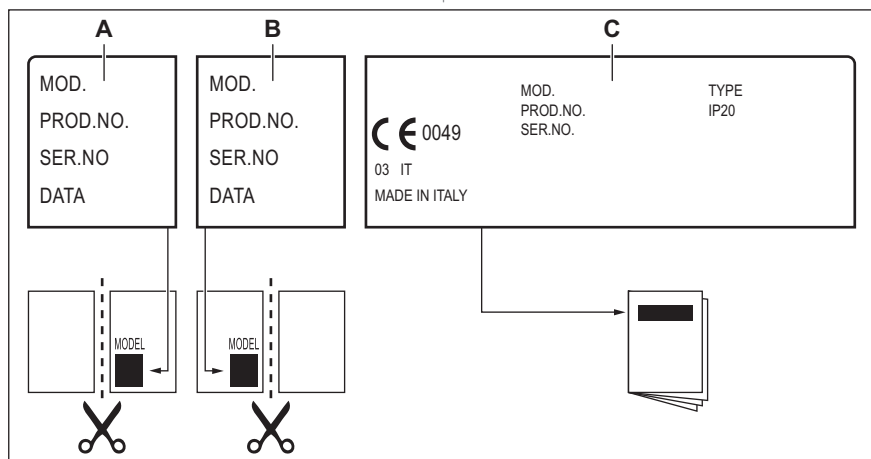 A
B
C
MOD.
PROD.NO.
SER.NO
DATA
MOD.
PROD.NO.
SER.NO
DATA
CE 0049
03 IT
MADE IN ITALY
MOD.
PROD.NO.
SER.NO.
TYPE
IP20
MODEL
MODEL